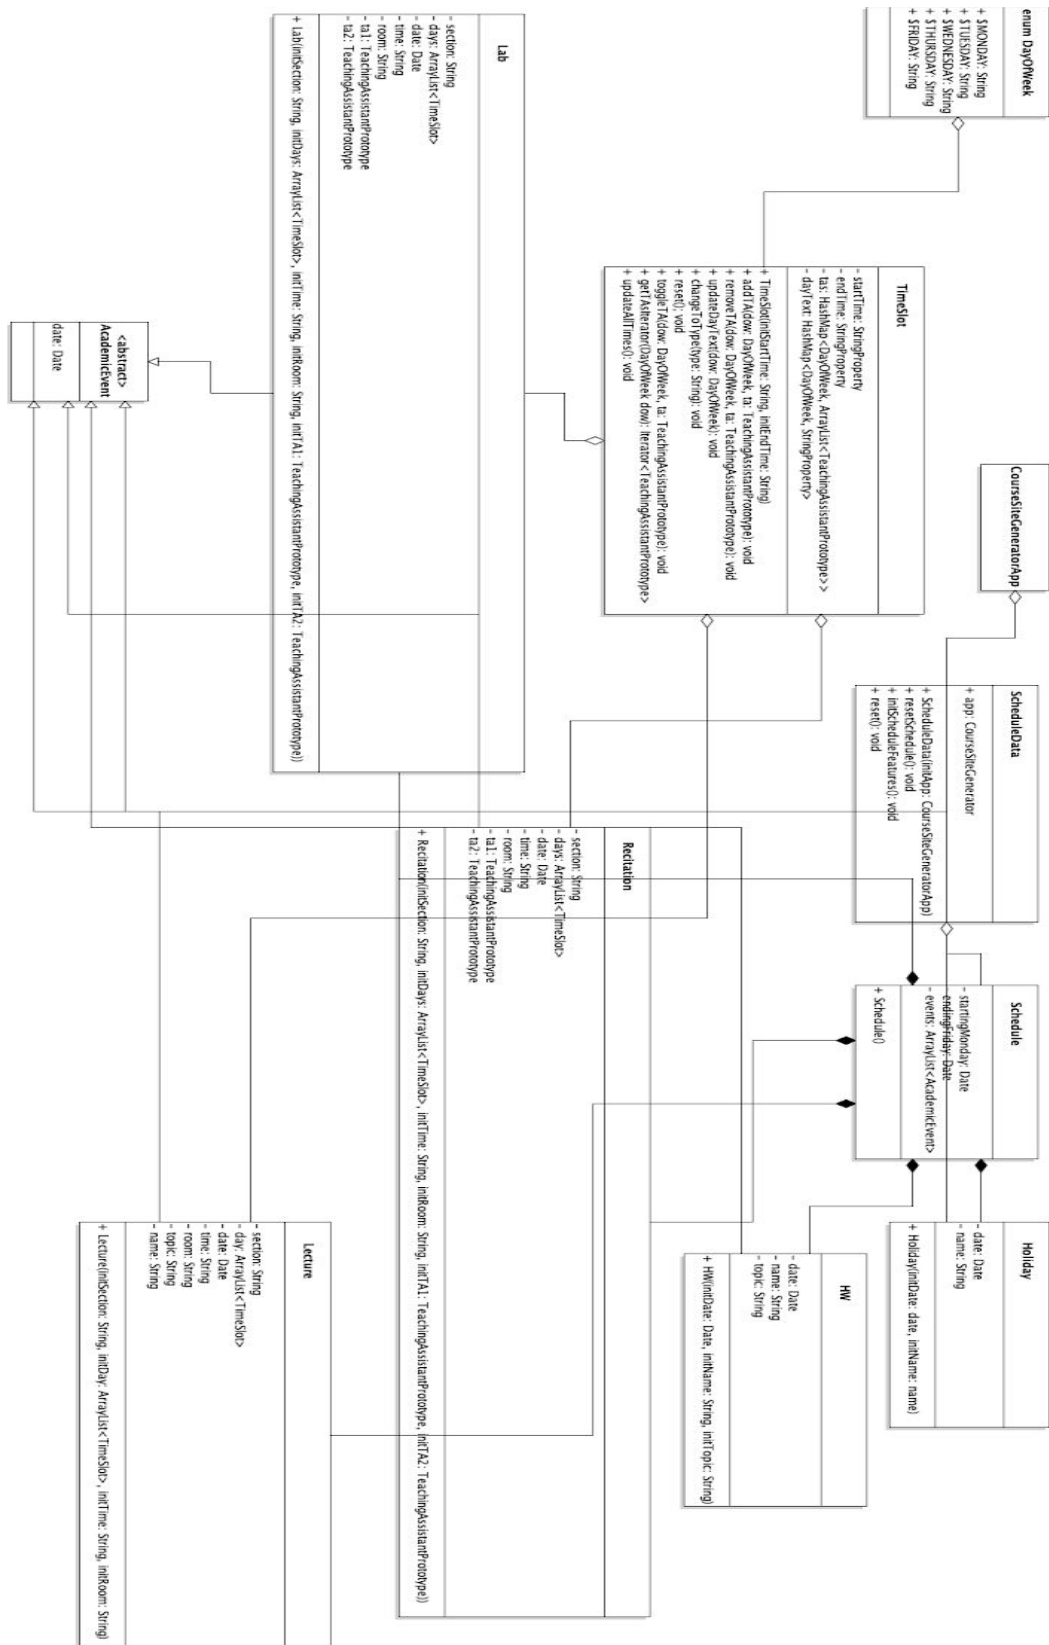 enum DayOfWeek
+ $MONDAY: String
+ $TUESDAY: String
+ $WEDNESDAY: String
+ $THURSDAY: String
+ $FRIDAY: String
CourseSiteGeneratorApp
ScheduleData
+ app: CourseSiteGenerator
+ ScheduleData(initApp: CourseSiteGeneratorApp)
+ resetSchedule(): void
+ initScheduleFeatures(): void
+ reset(): void
Schedule
- startingMonday: Date
- endingFriday: Date
- events: ArrayList<AcademicEvent>
+ Schedule()
Holiday
- date: Date
- name: String
+ Holiday(initDate: date, initName: name)
TimeSlot
- startTime: StringProperty
- endTime: StringProperty
- tas: HashMap<DayOfWeek, ArrayList<TeachingAssistantPrototype>>
- dayText: HashMap<DayOfWeek, StringProperty>
+ TimeSlot(initStartTime: String, initEndTime: String)
+ addTA(dow: DayOfWeek, ta: TeachingAssistantPrototype): void
+ removeTA(dow: DayOfWeek, ta: TeachingAssistantPrototype): void
+ updateDayText(dow: DayOfWeek): void
+ changeToType(type: String): void
+ reset(): void
+ toggleTA(dow: DayOfWeek, ta: TeachingAssistantPrototype): void
+ getTAsIterator(DayOfWeek dow): Iterator<TeachingAssistantPrototype>
+ updateAllTimes(): void
HW
- date: Date
- name: String
- topic: String
+ HW(initDate: Date, initName: String, initTopic: String)
Recitation
- section: String
- days: ArrayList<TimeSlot>
- date: Date
- time: String
- room: String
- ta1: TeachingAssistantPrototype
- ta2: TeachingAssistantPrototype
+ Recitation(initSection: String, initDays: ArrayList<TimeSlot>, initTime: String, initRoom: String, initTA1: TeachingAssistantPrototype, initTA2: TeachingAssistantPrototype))
Lab
- section: String
- days: ArrayList<TimeSlot>
- date: Date
- time: String
- room: String
- ta1: TeachingAssistantPrototype
- ta2: TeachingAssistantPrototype
+ Lab(initSection: String, initDays: ArrayList<TimeSlot>, initTime: String, initRoom: String, initTA1: TeachingAssistantPrototype, initTA2: TeachingAssistantPrototype))
Lecture
- section: String
- day: ArrayList<TimeSlot>
- date: Date
- time: String
- room: String
- topic: String
- name: String
+ Lecture(initSection: String, initDay: ArrayList<TimeSlot>, initTime: String, initRoom: String)
<abstract>
AcademicEvent
date: Date